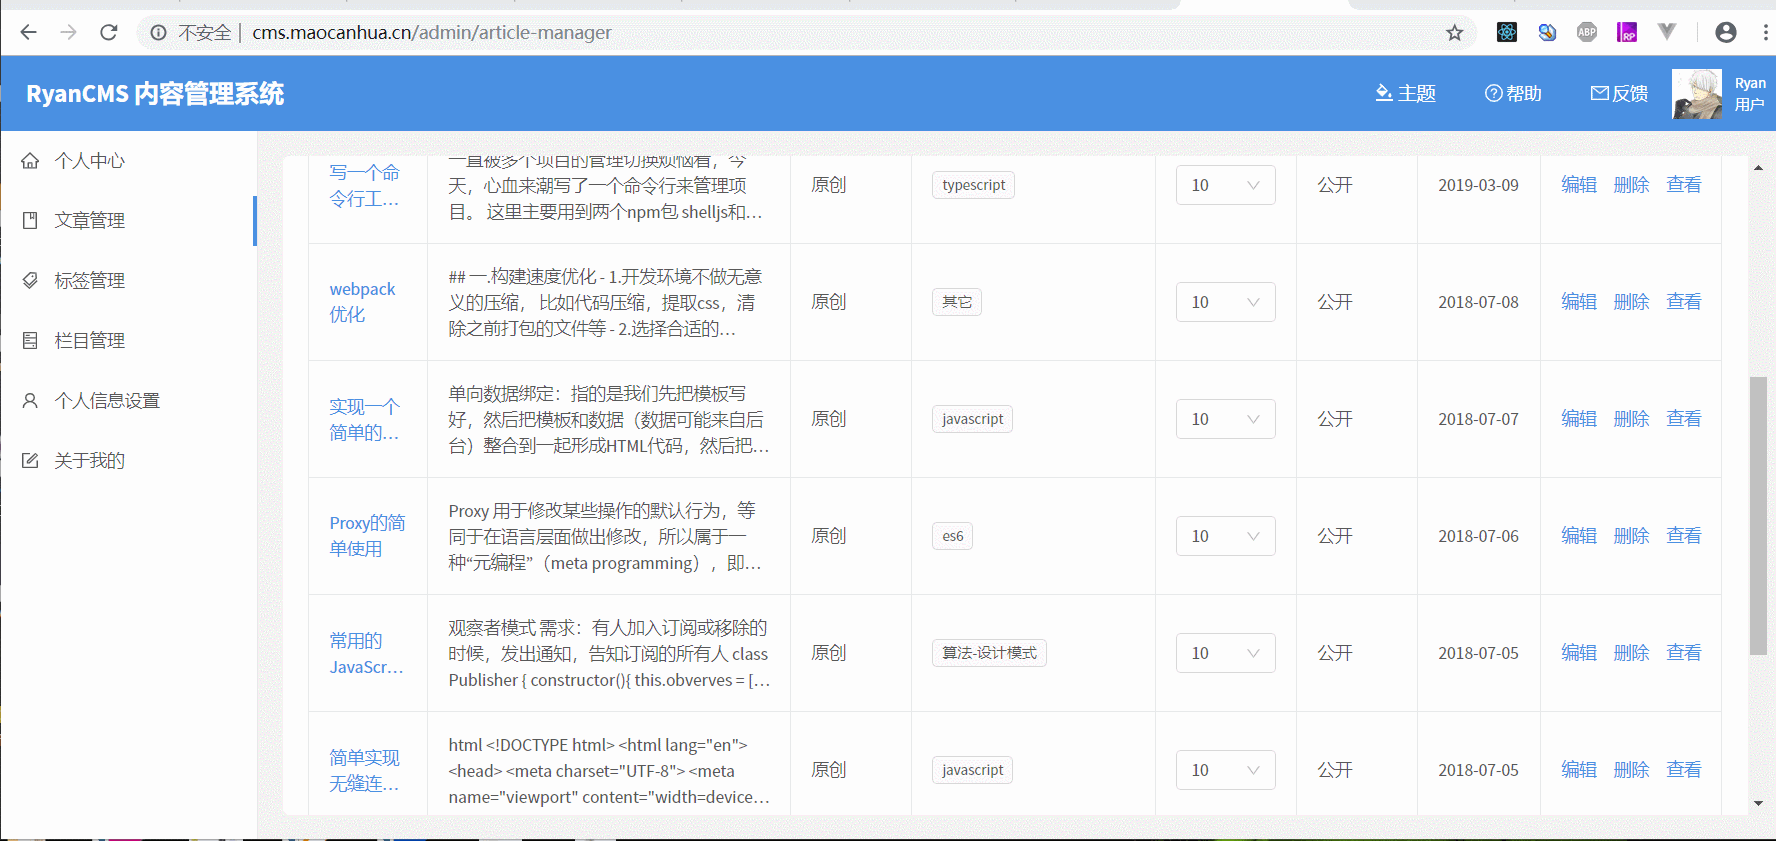 不安全 | cms.maocanhua.cn/admin/article-manager
ABP
RP
RyanCMS 内容管理系统
主题
帮助
反馈
Ryan
用户
个人中心
文章管理
标签管理
栏目管理
个人信息设置
关于我的
写一个命
令行工...
一直被多个项目的管理切换烦恼着，今
天，心血来潮写了一个命令行来管理项
目。 这里主要用到两个npm包 shelljs和...
原创
typescript
10
公开
2019-03-09
编辑 删除 查看
webpack
优化
## 一.构建速度优化 - 1.开发环境不做无意
义的压缩， 比如代码压缩，提取css，清
除之前打包的文件等 - 2.选择合适的...
原创
其它
10
公开
2018-07-08
编辑 删除 查看
实现一个
简单的...
单向数据绑定：指的是我们先把模板写
好，然后把模板和数据（数据可能来自后
台）整合到一起形成HTML代码，然后把...
原创
javascript
10
公开
2018-07-07
编辑 删除 查看
Proxy的简
单使用
Proxy 用于修改某些操作的默认行为，等
同于在语言层面做出修改，所以属于一
种“元编程”（meta programming），即...
原创
es6
10
公开
2018-07-06
编辑 删除 查看
常用的
JavaScr...
观察者模式 需求：有人加入订阅或移除的
时候，发出通知，告知订阅的所有人 class
Publisher { constructor(){ this.obverves = [...
原创
算法-设计模式
10
公开
2018-07-05
编辑 删除 查看
简单实现
无缝连...
html <!DOCTYPE html> <html lang="en">
<head> <meta charset="UTF-8"> <meta
name="viewport" content="width=device...
原创
javascript
10
公开
2018-07-05
编辑 删除 查看